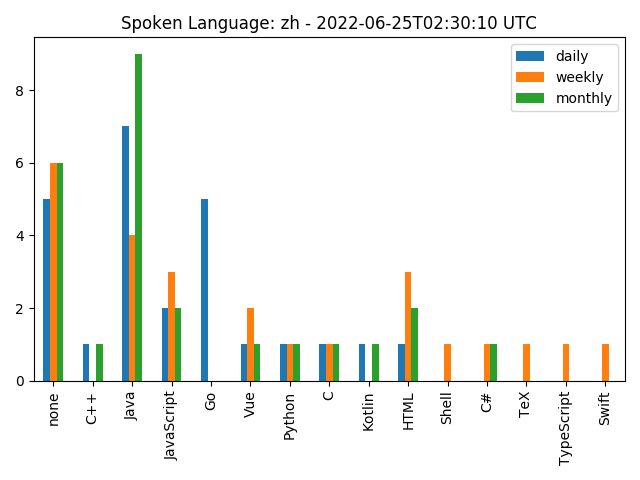 Spoken Language: zh - 2022-06-25T02:30:10 UTC
daily
weekly
monthly
8
6
4
2
0
none
C++
Java
JavaScript
Go
Vue
Python
C
Kotlin
HTML
Shell
C#
TeX
TypeScript
Swift